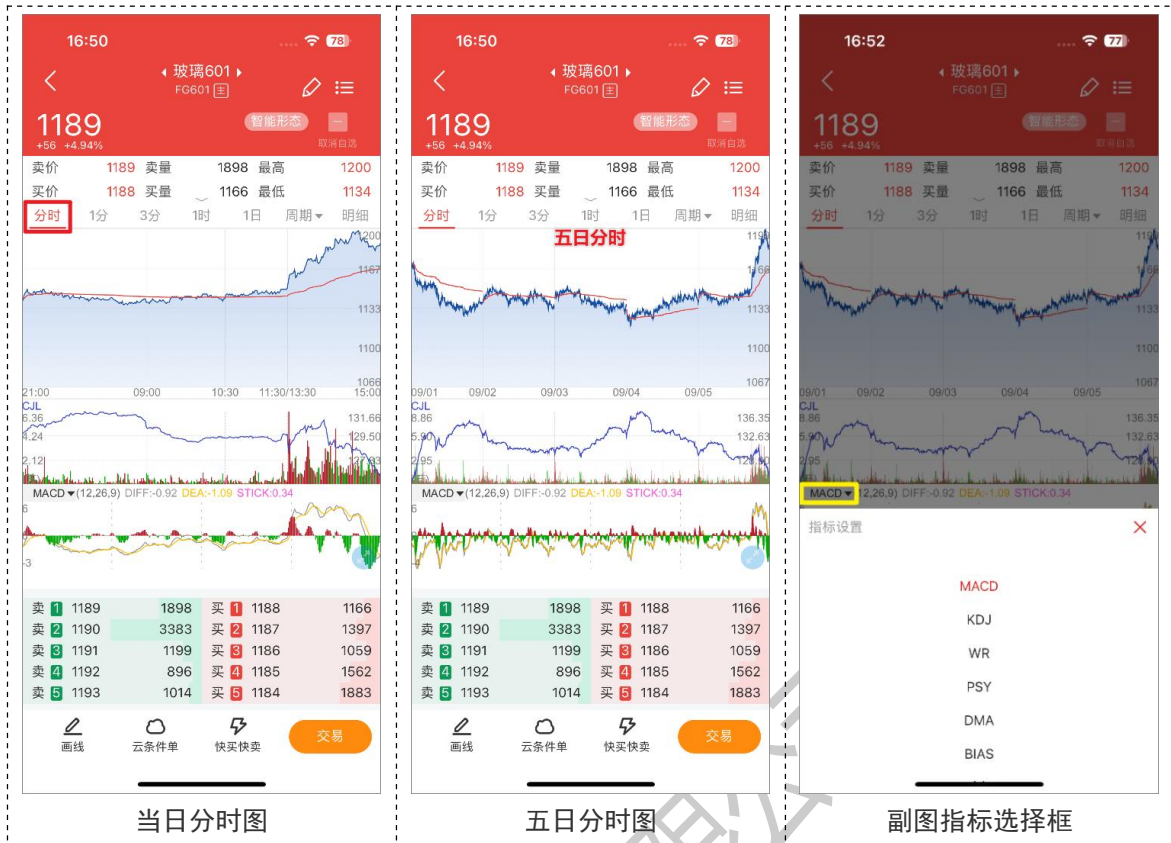 16:50
78
玻璃601
FG601 主
1189
智能形态
+56 +4.94%
取消自选
卖价 1189 卖量 1898 最高 1200
买价 1188 买量 1166 最低 1134
分时 1分 3分 1时 1日 周期 明细
1167
1133
1100
1066
21:00 09:00 10:30 11:30/13:30 15:00
CJL
6.36 131.66
4.24 129.50
2.12
MACD (12,26,9) DIFF:-0.92 DEA:-1.09 STICK:0.34
6
-3
卖 1 1189 1898 买 1 1188 1166
卖 2 1190 3383 买 2 1187 1397
卖 3 1191 1199 买 3 1186 1059
卖 4 1192 896 买 4 1185 1562
卖 5 1193 1014 买 5 1184 1883
画线 云条件单 快买快卖 交易
当日分时图
16:50
78
玻璃601
FG601 主
1189
智能形态
+56 +4.94%
取消自选
卖价 1189 卖量 1898 最高 1200
买价 1188 买量 1166 最低 1134
分时 1分 3分 1时 1日 周期 明细
五日分时
1133
1100
1067
09/01 09/02 09/03 09/04 09/05
CJL
8.86 136.35
5.90 132.63
2.95
MACD (12,26,9) DIFF:-0.92 DEA:-1.09 STICK:0.34
6
卖 1 1189 1898 买 1 1188 1166
卖 2 1190 3383 买 2 1187 1397
卖 3 1191 1199 买 3 1186 1059
卖 4 1192 896 买 4 1185 1562
卖 5 1193 1014 买 5 1184 1883
画线 云条件单 快买快卖 交易
五日分时图
16:52
77
玻璃601
FG601 主
1189
智能形态
+56 +4.94%
取消自选
卖价 1189 卖量 1898 最高 1200
买价 1188 买量 1166 最低 1134
分时 1分 3分 1时 1日 周期 明细
1133
1100
1067
09/01 09/02 09/03 09/04 09/05
CJL
8.86 136.35
5.90 132.63
2.95
MACD (12,26,9) DIFF:-0.92 DEA:-1.09 STICK:0.34
指标设置
MACD
KDJ
WR
PSY
DMA
BIAS
副图指标选择框